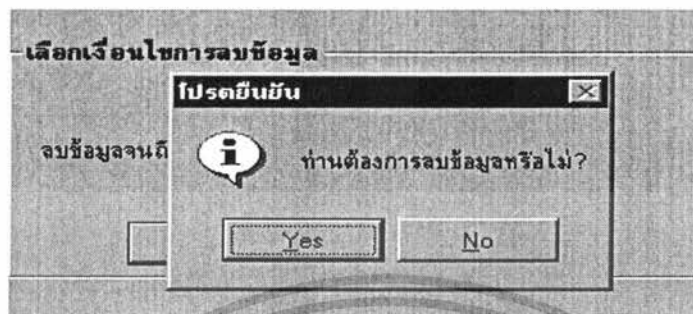 เลือกเงื่อนไขการลบข้อมูล
โปรดยืนยัน
ลบข้อมูลจนถึ
ท่านต้องการลบข้อมูลหรือไม่?
Yes
No